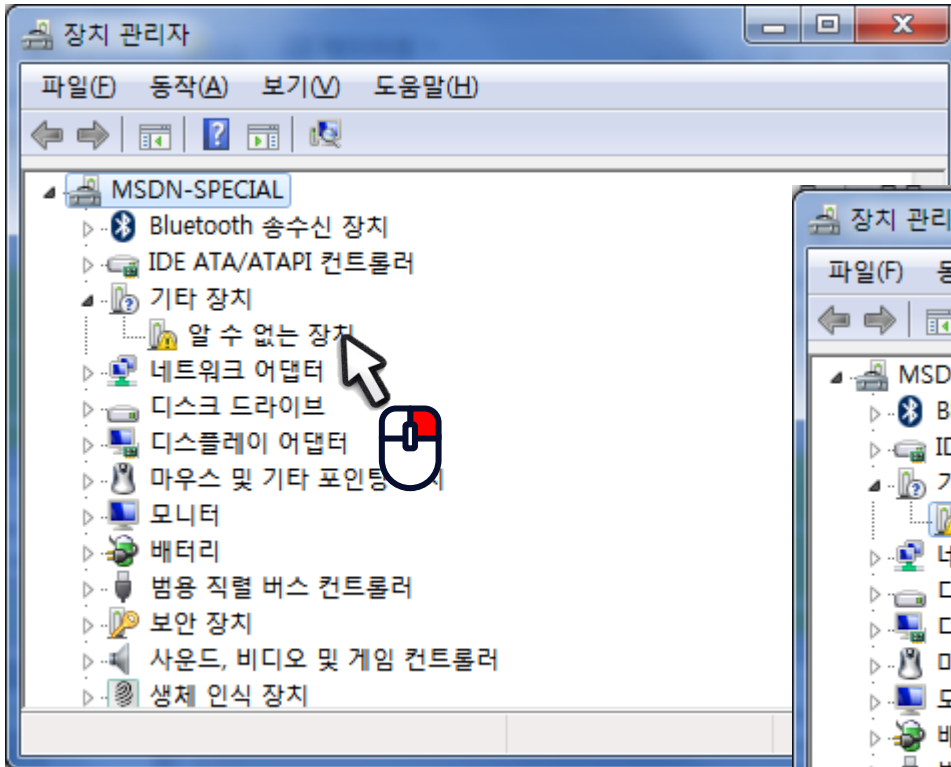 장치 관리자
파일(F) 동작(A) 보기(V) 도움말(H)
MSDN-SPECIAL
Bluetooth 송수신 장치
IDE ATA/ATAPI 컨트롤러
기타 장치
알 수 없는 장치
네트워크 어댑터
디스크 드라이브
디스플레이 어댑터
마우스 및 기타 포인팅
모니터
배터리
범용 직렬 버스 컨트롤러
보안 장치
사운드, 비디오 및 게임 컨트롤러
생체 인식 장치
장치 관리
파일(F)
MSD
B